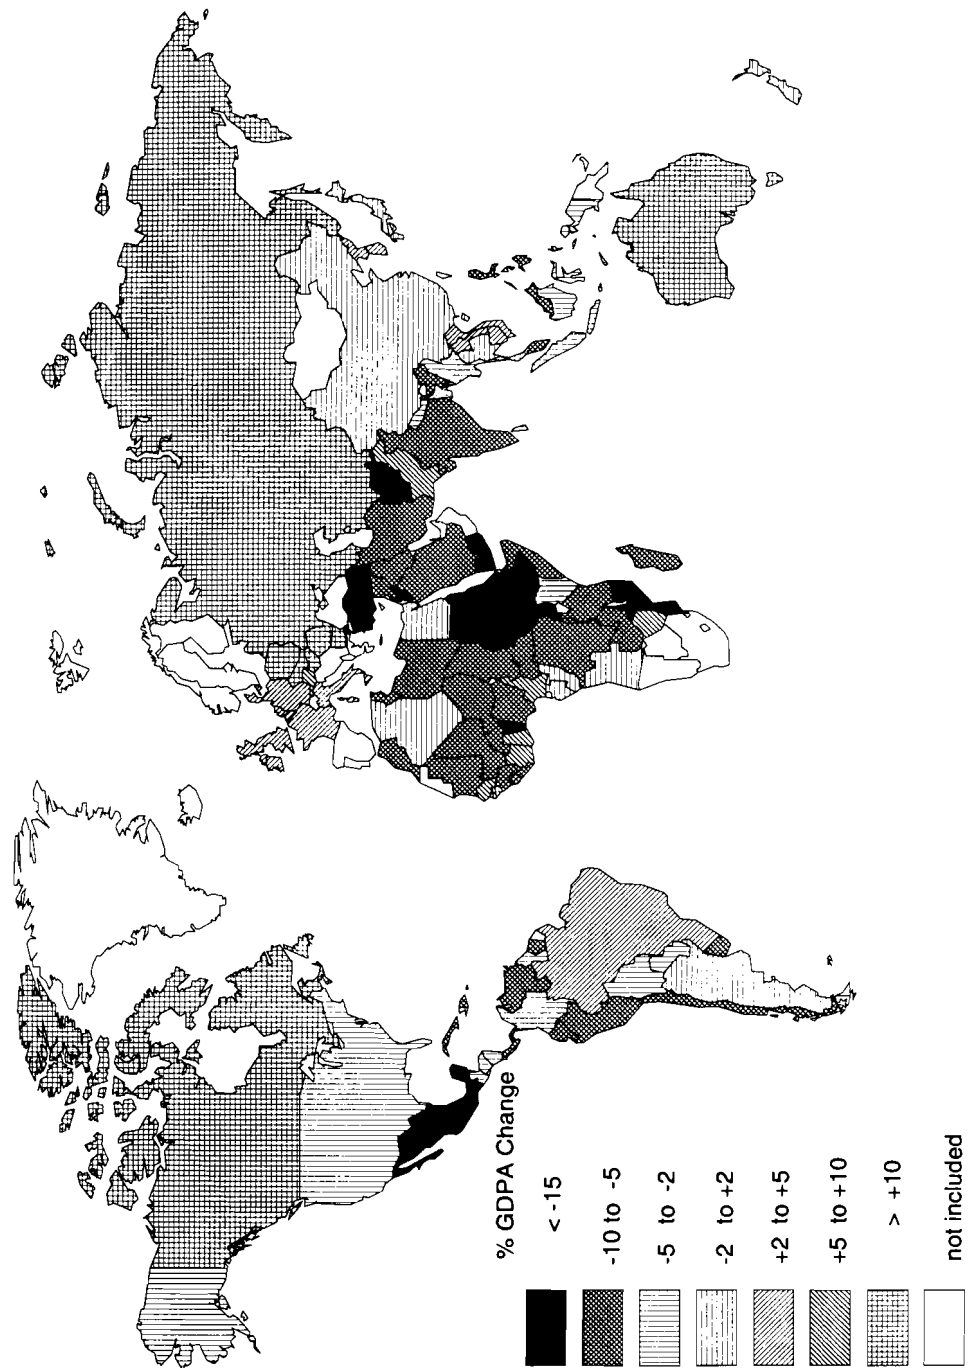 % GDPA Change
< -15
-10 to -5
-5 to -2
-2 to +2
+2 to +5
+5 to +10
> +10
not included